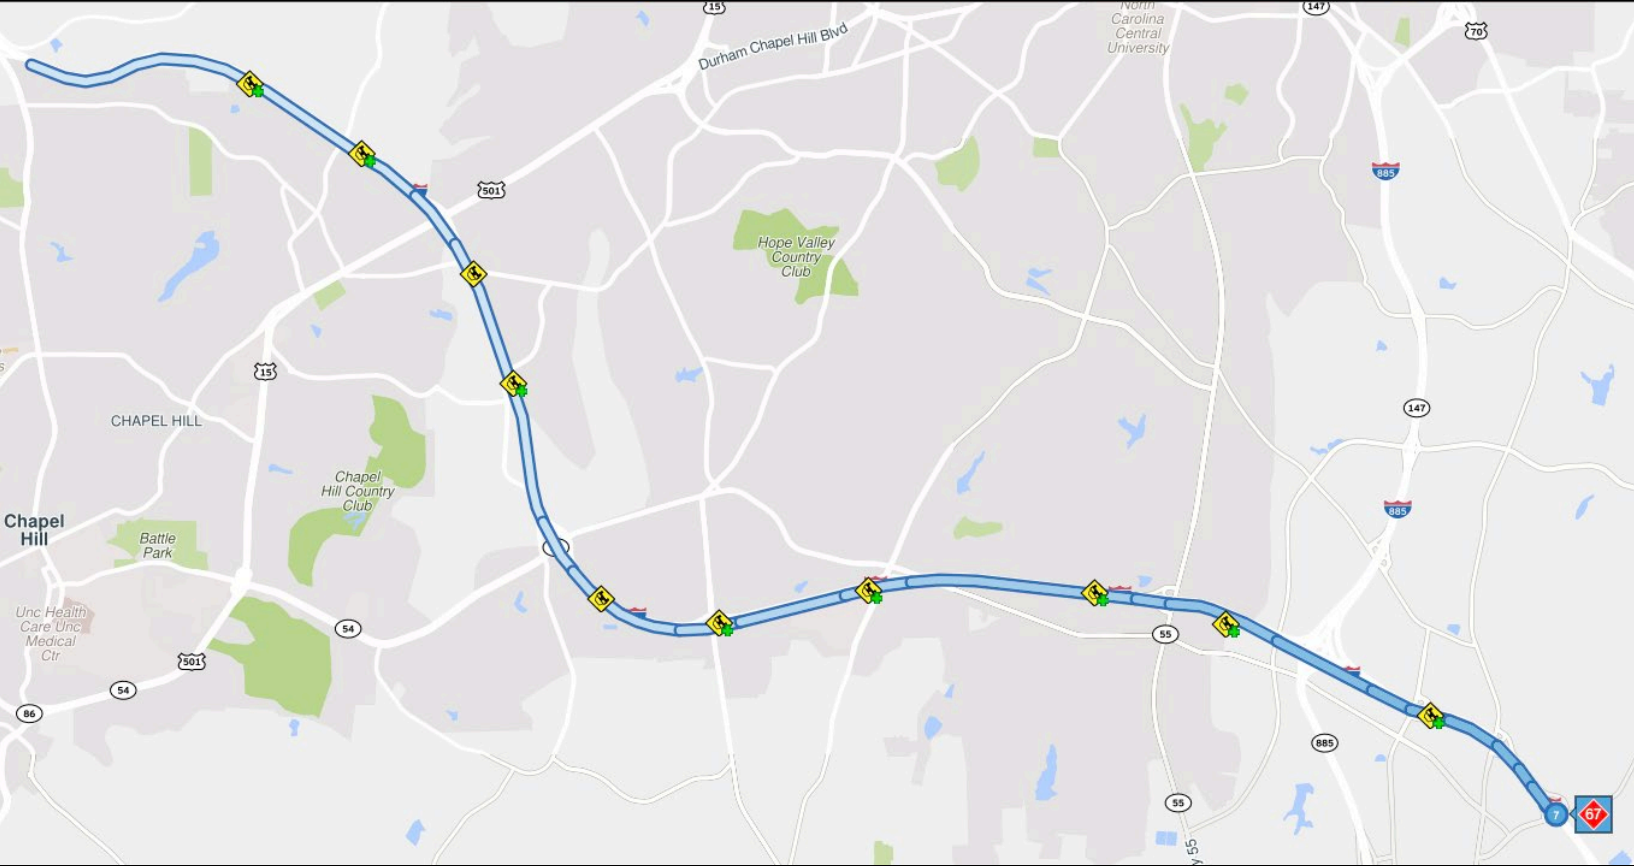 15
147
70
North
Carolina
Central
University
Durham Chapel Hill Blvd
885
501
Hope Valley
Country
Club
15
CHAPEL HILL
147
Chapel
Hill Country
Club
885
Chapel
Hill
Battle
Park
Unc Health
Care Unc
Medical
Ctr
54
55
501
54
86
885
55
7
67
y 55